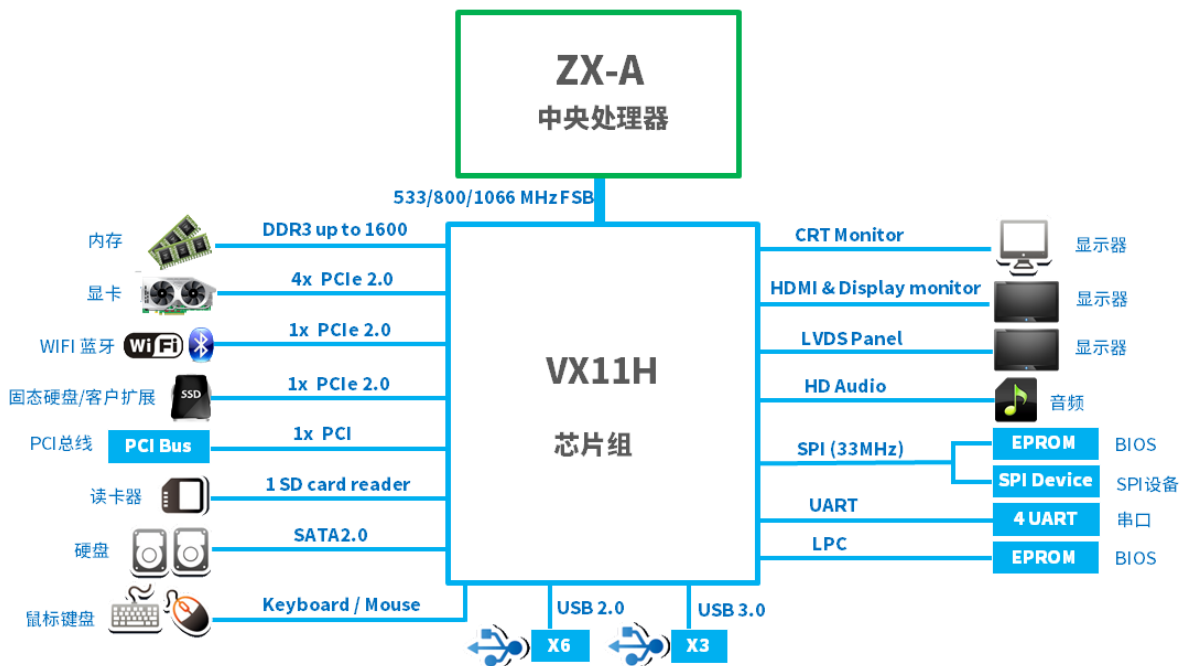 ZX-A
中央处理器
533/800/1066 MHz FSB
内存
DDR3 up to 1600
显卡
4x PCIe 2.0
WIFI 蓝牙
WiFi
1x PCIe 2.0
固态硬盘/客户扩展
SSD
1x PCIe 2.0
PCI总线
PCI Bus
1x PCI
读卡器
1 SD card reader
硬盘
SATA2.0
鼠标键盘
Keyboard / Mouse
VX11H
芯片组
CRT Monitor
显示器
HDMI & Display monitor
显示器
LVDS Panel
显示器
HD Audio
音频
SPI (33MHz)
EPROM
BIOS
SPI Device
SPI设备
UART
4 UART
串口
LPC
EPROM
BIOS
USB 2.0
X6
USB 3.0
X3